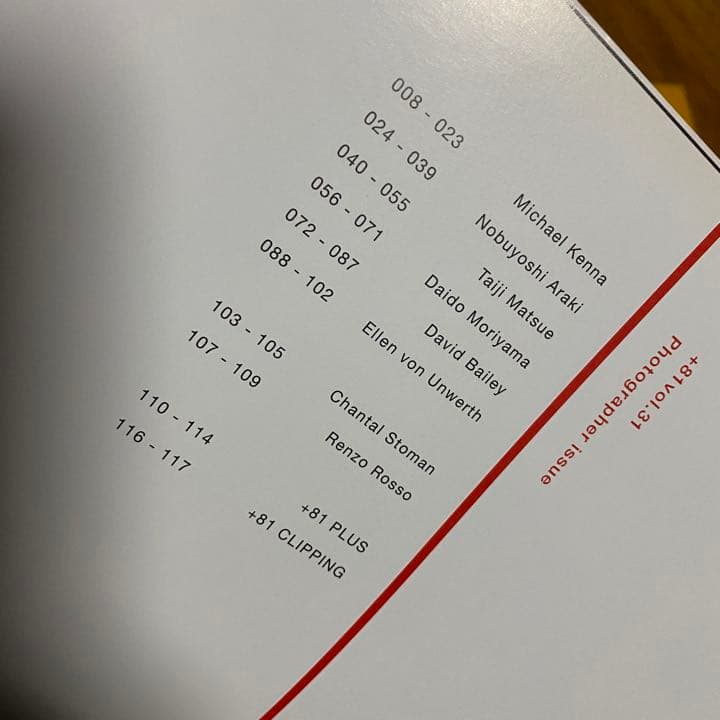 008 - 023 Michael Kenna
024 - 039 Nobuyoshi Araki
040 - 055 Taiji Matsue
056 - 071 Daido Moriyama
072 - 087 David Bailey
088 - 102 Ellen von Unwerth
103 - 105 Chantal Stoman
107 - 109 Renzo Rosso
110 - 114 +81 PLUS
116 - 117 +81 CLIPPING
+81 vol.31
Photographer issue